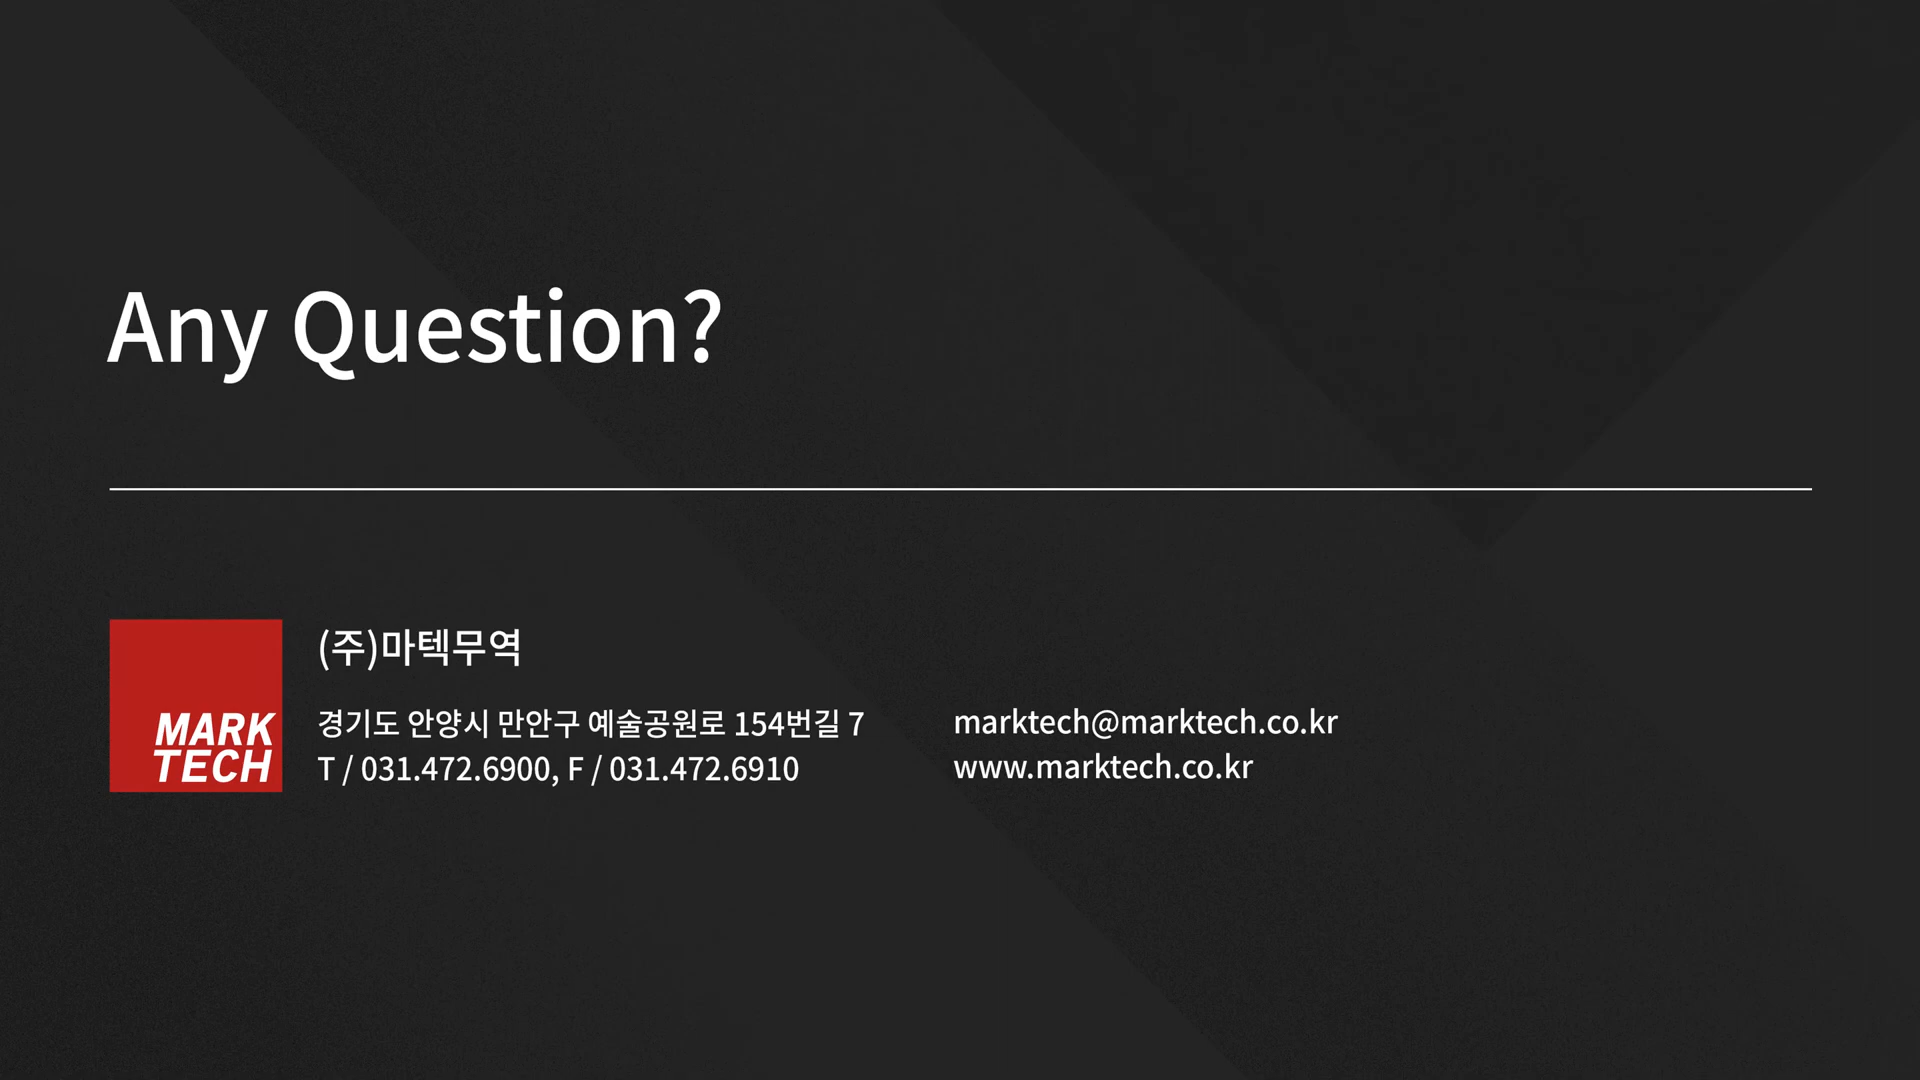 Any Question?
MARK
TECH
(주)마텍무역
경기도 안양시 만안구 예술공원로 154번길 7
T / 031.472.6900, F / 031.472.6910
marktech@marktech.co.kr
www.marktech.co.kr